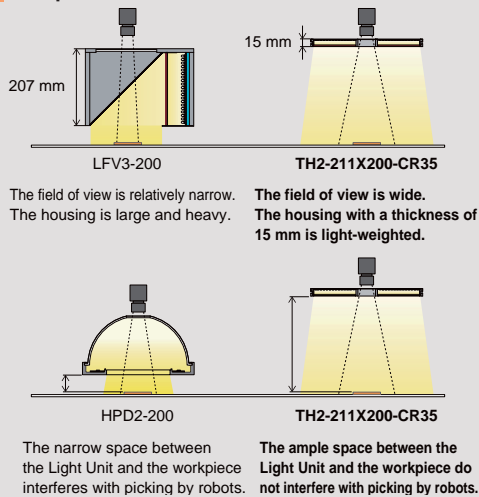 15 mm
207 mm
LFV3-200
TH2-211X200-CR35
The field of view is relatively narrow.
The housing is large and heavy.
The field of view is wide.
The housing with a thickness of
15 mm is light-weighted.
HPD2-200
TH2-211X200-CR35
The narrow space between
the Light Unit and the workpiece
interferes with picking by robots.
The ample space between the
Light Unit and the workpiece do
not interfere with picking by robots.